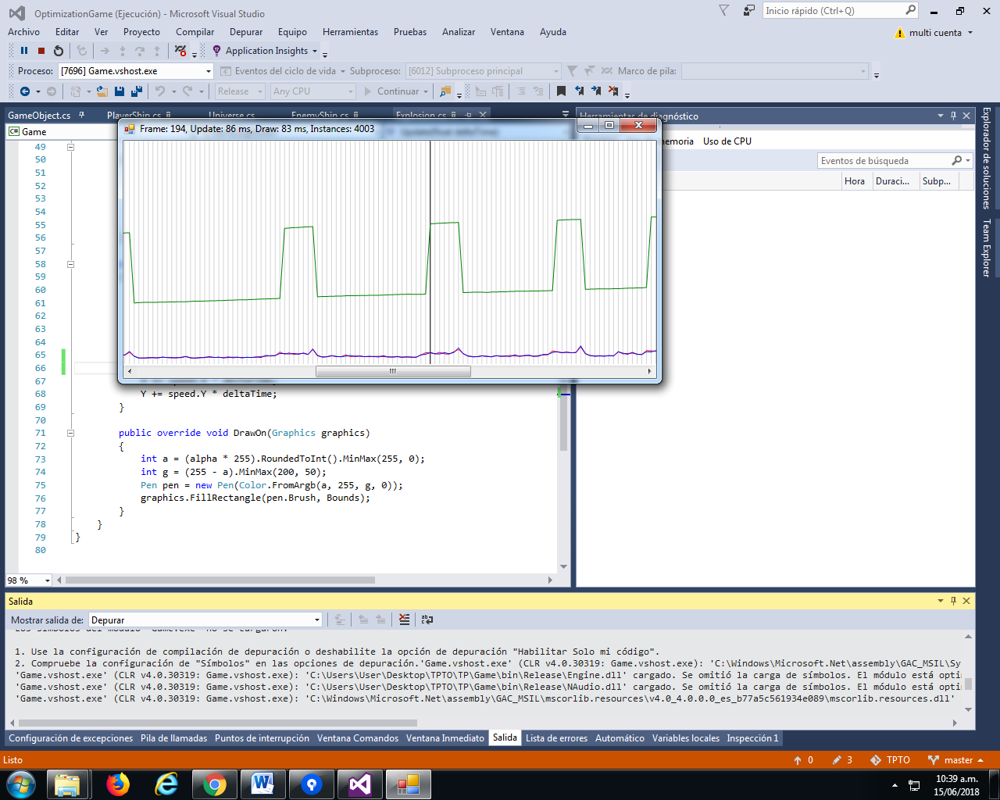 OptimizationGame (Ejecución) - Microsoft Visual Studio
Inicio rápido (Ctrl+Q)
Archivo Editar Ver Proyecto Compilar Depurar Equipo Herramientas Pruebas Analizar Ventana Ayuda
multi cuenta
Application Insights
Proceso: [7696] Game.vshost.exe Eventos del ciclo de vida Subproceso: [6012] Subproceso principal Marco de pila:
Release Any CPU Continuar
GameObject.cs PlayerShip.cs Universe.cs EnemyShip.cs Explosion.cs
Herramientas de diagnóstico
Frame: 194, Update: 86 ms, Draw: 83 ms, Instances: 4003
Game
memoria Uso de CPU
Eventos de búsqueda
Hora Duraci... Subp...
Explorador de soluciones
Team Explorer
49
50
51
52
53
54
55
56
57
58
59
60
61
62
63
64
65
66
67
68 Y += speed.Y * deltaTime;
69 }
70
71 public override void DrawOn(Graphics graphics)
72 {
73 int a = (alpha * 255).RoundedToInt().MinMax(255, 0);
74 int g = (255 - a).MinMax(200, 50);
75 Pen pen = new Pen(Color.FromArgb(a, 255, g, 0));
76 graphics.FillRectangle(pen.Brush, Bounds);
77 }
78 }
79 }
80
98 %
Salida
Mostrar salida de: Depurar
Los símbolos del módulo "Game.exe" no se cargaron.
1. Use la configuración de compilación de depuración o deshabilite la opción de depuración "Habilitar Solo mi código".
2. Compruebe la configuración de "Símbolos" en las opciones de depuración.'Game.vshost.exe' (CLR v4.0.30319: Game.vshost.exe): 'C:\Windows\Microsoft.Net\assembly\GAC_MSIL\Sy
'Game.vshost.exe' (CLR v4.0.30319: Game.vshost.exe): 'C:\Users\User\Desktop\TPTO\TP\Game\bin\Release\Engine.dll' cargado. Se omitió la carga de símbolos. El módulo está opti
'Game.vshost.exe' (CLR v4.0.30319: Game.vshost.exe): 'C:\Users\User\Desktop\TPTO\TP\Game\bin\Release\NAudio.dll' cargado. Se omitió la carga de símbolos. El módulo está opti
'Game.vshost.exe' (CLR v4.0.30319: Game.vshost.exe): 'C:\Windows\Microsoft.Net\assembly\GAC_MSIL\mscorlib.resources\v4.0_4.0.0.0_es_b77a5c561934e089\mscorlib.resources.dll'
Configuración de excepciones Pila de llamadas Puntos de interrupción Ventana Comandos Ventana Inmediato Salida Lista de errores Automático Variables locales Inspección 1
Listo 0 3 TPTO master
10:39 a.m.
15/06/2018